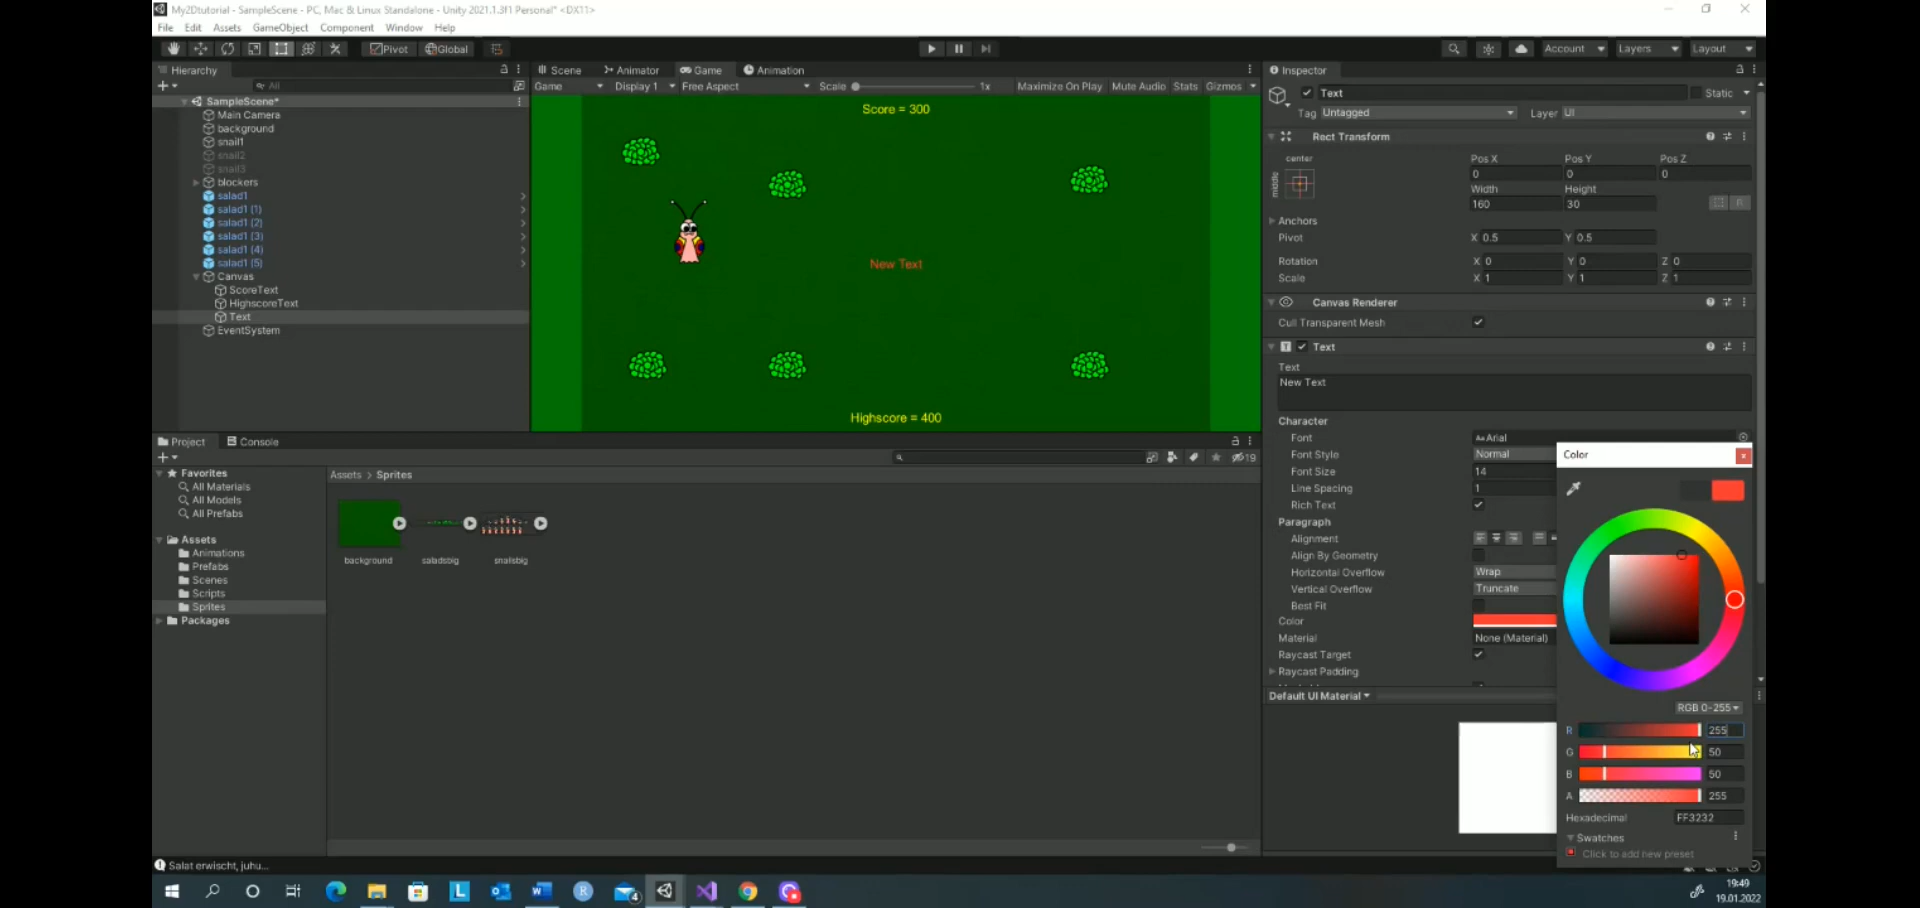 My2Dtutorial - SampleScene - PC, Mac & Linux Standalone - Unity 2021.1.3f1 Personal* <DX11>
File Edit Assets GameObject Component Window Help
Pivot Global Account Layers Layout
Hierarchy Scene Animator Game Animation Inspector
All Game Display 1 Free Aspect Scale 1x Maximize On Play Mute Audio Stats Gizmos
Text Static
Tag Untagged Layer UI
SampleScene*
Main Camera
background
snail1
snail2
snail3
blockers
salad1
salad1 (1)
salad1 (2)
salad1 (3)
salad1 (4)
salad1 (5)
Canvas
ScoreText
HighscoreText
Text
EventSystem
Score = 300
New Text
Highscore = 400
Rect Transform
center
middle
Pos X Pos Y Pos Z
0 0 0
Width Height
160 30
R
Anchors
Pivot X 0.5 Y 0.5
Rotation X 0 Y 0 Z 0
Scale X 1 Y 1 Z 1
Canvas Renderer
Cull Transparent Mesh
Text
Text
New Text
Character
Font Arial
Font Style Normal
Font Size 14
Line Spacing 1
Rich Text
Paragraph
Alignment
Align By Geometry
Horizontal Overflow Wrap
Vertical Overflow Truncate
Best Fit
Color
Material None (Material)
Raycast Target
Raycast Padding
Default UI Material
Color
RGB 0-255
R 255
G 50
B 50
A 255
Hexadecimal FF3232
Swatches
Click to add new preset
Project Console
19
Favorites
All Materials
All Models
All Prefabs
Assets
Animations
Prefabs
Scenes
Scripts
Sprites
Packages
Assets > Sprites
background saladsbig snailsbig
Salat erwischt, juhu...
L W R 4
19:49
19.01.2022